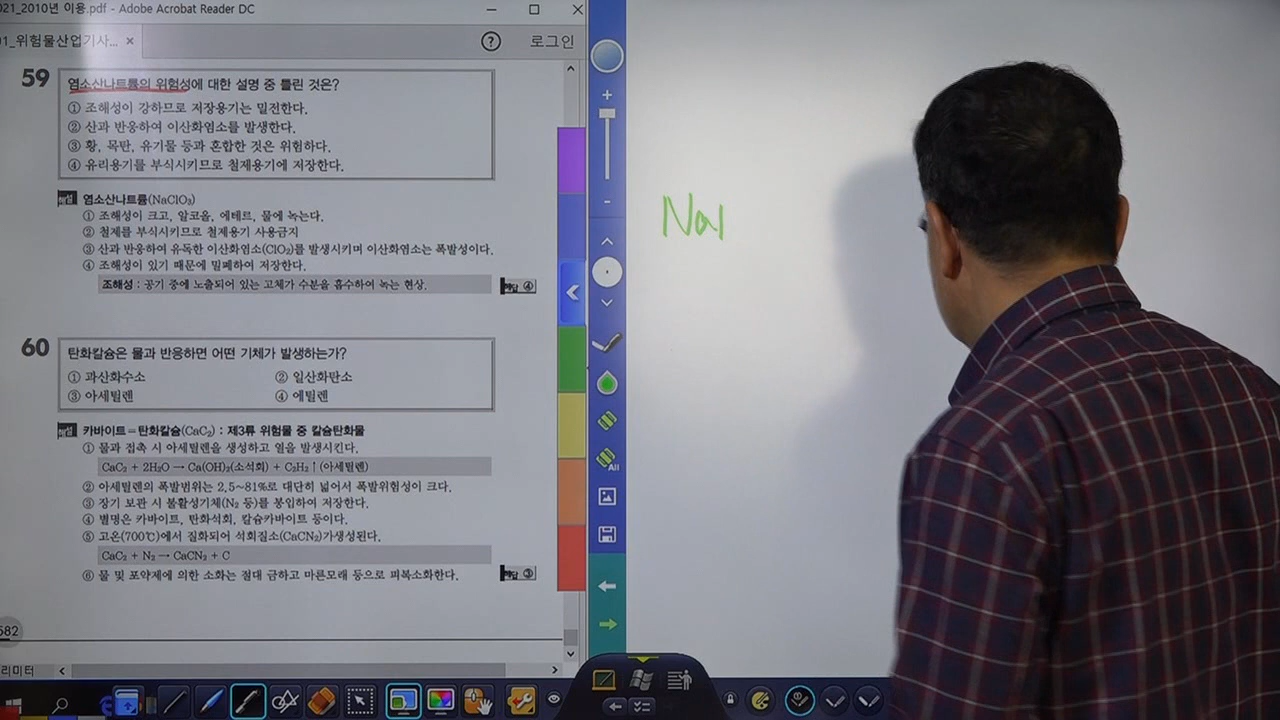 021_2010년 이용.pdf - Adobe Acrobat Reader DC
01_위험물산업기사... ×
로그인
59
염소산나트륨의 위험성에 대한 설명 중 틀린 것은?
① 조해성이 강하므로 저장용기는 밀전한다.
② 산과 반응하여 이산화염소를 발생한다.
③ 황, 목탄, 유기물 등과 혼합한 것은 위험하다.
④ 유리용기를 부식시키므로 철제용기에 저장한다.
해설 염소산나트륨(NaClO₃)
① 조해성이 크고, 알코올, 에테르, 물에 녹는다.
② 철제를 부식시키므로 철제용기 사용금지
③ 산과 반응하여 유독한 이산화염소(ClO₂)를 발생시키며 이산화염소는 폭발성이다.
④ 조해성이 있기 때문에 밀폐하여 저장한다.
조해성 : 공기 중에 노출되어 있는 고체가 수분을 흡수하여 녹는 현상.
해답 ④
60
탄화칼슘은 물과 반응하면 어떤 기체가 발생하는가?
① 과산화수소 ② 일산화탄소
③ 아세틸렌 ④ 에틸렌
해설 카바이트=탄화칼슘(CaC₂) : 제3류 위험물 중 칼슘탄화물
① 물과 접촉 시 아세틸렌을 생성하고 열을 발생시킨다.
CaC₂ + 2H₂O → Ca(OH)₂(소석회) + C₂H₂↑(아세틸렌)
② 아세틸렌의 폭발범위는 2.5~81%로 대단히 넓어서 폭발위험성이 크다.
③ 장기 보관 시 불활성기체(N₂ 등)를 봉입하여 저장한다.
④ 별명은 카바이트, 탄화석회, 칼슘카바이트 등이다.
⑤ 고온(700℃)에서 질화되어 석회질소(CaCN₂)가생성된다.
CaC₂ + N₂ → CaCN₂ + C
⑥ 물 및 포약제에 의한 소화는 절대 금하고 마른모래 등으로 피복소화한다.
해답 ③
582
리미터
All
Na